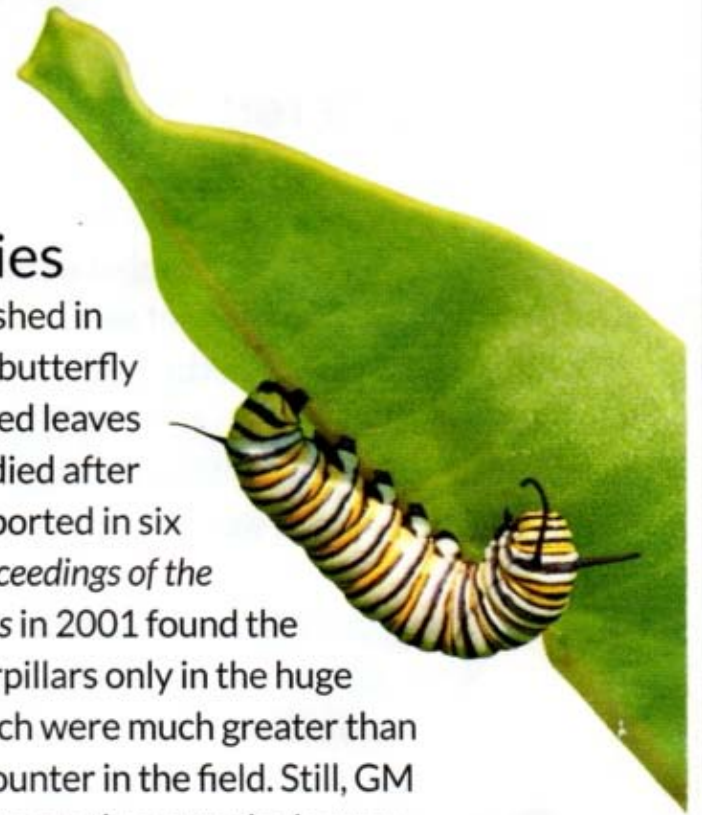 ies
shed in
butterfly
ed leaves
died after
ported in six
ceedings of the
s in 2001 found the
rpillars only in the huge
ch were much greater than
ounter in the field. Still, GM